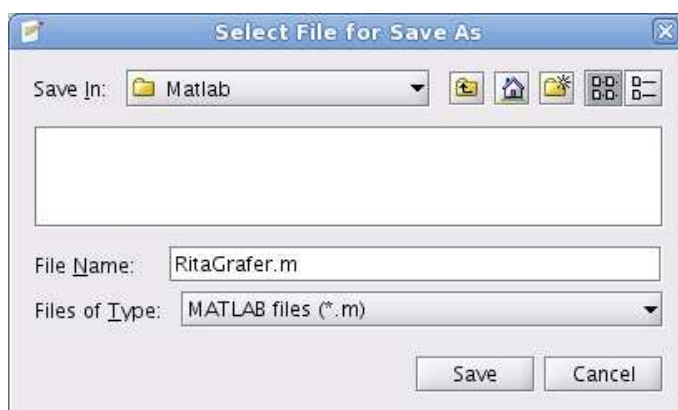 Select File for Save As
Save In: Matlab
File Name: RitaGrafer.m
Files of Type: MATLAB files (*.m)
Save Cancel